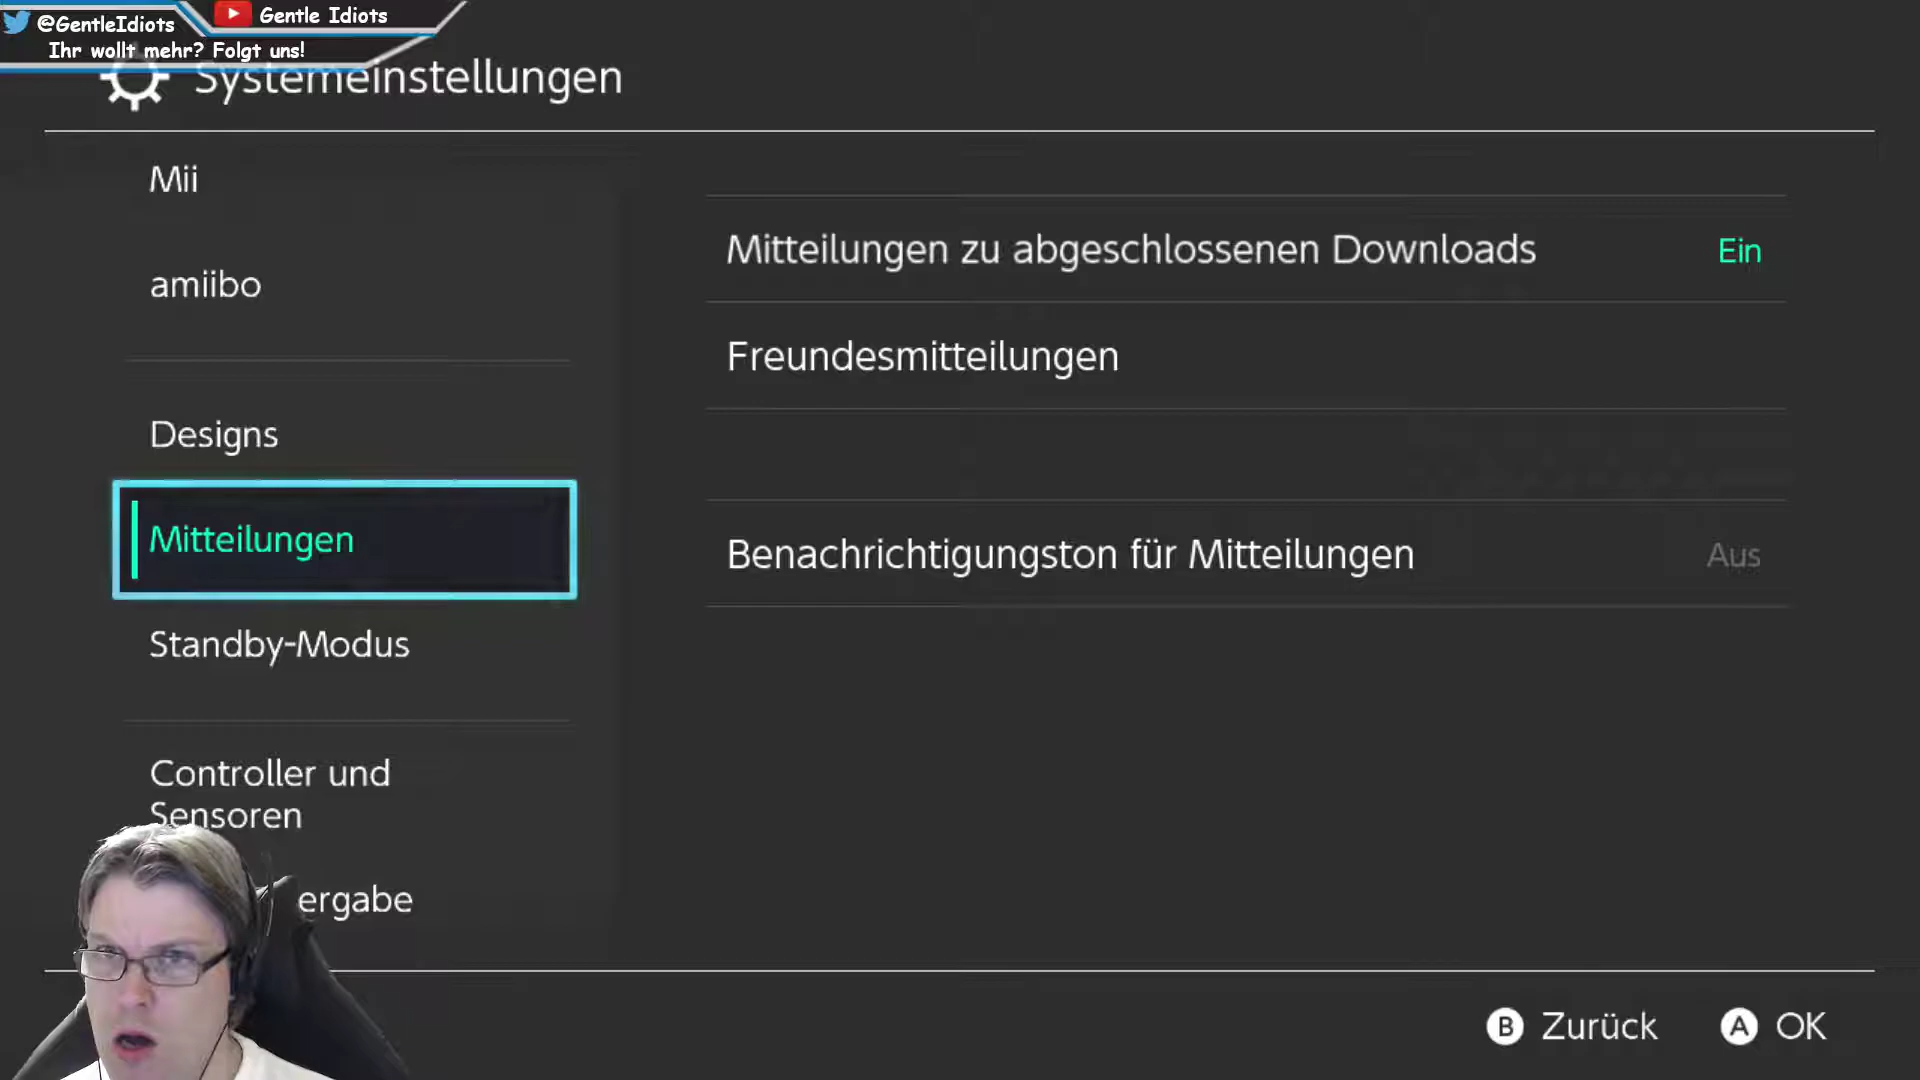 @GentleIdiots
Gentle Idiots
Ihr wollt mehr? Folgt uns!
Systemeinstellungen
Mii
amiibo
Designs
Mitteilungen
Standby-Modus
Controller und
Sensoren
ergabe
Mitteilungen zu abgeschlossenen Downloads Ein
Freundesmitteilungen
Benachrichtigungston für Mitteilungen Aus
B Zurück A OK